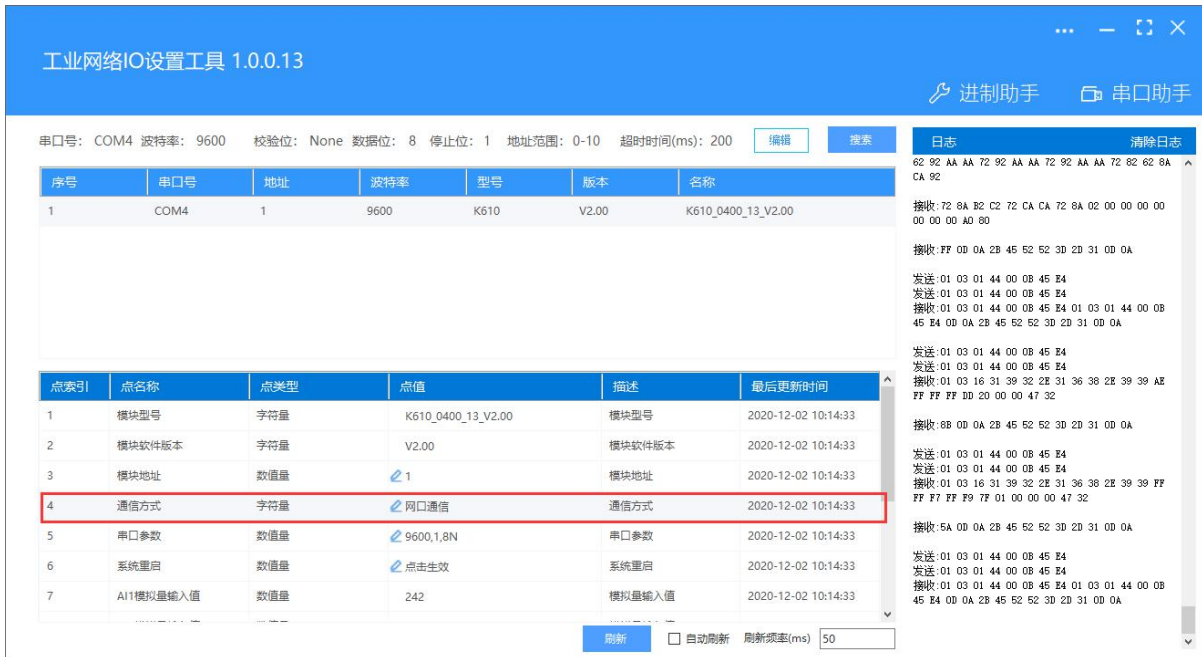 工业网络IO设置工具 1.0.0.13
进制助手 串口助手
串口号: COM4 波特率: 9600 校验位: None 数据位: 8 停止位: 1 地址范围: 0-10 超时时间(ms): 200 编辑 搜索
序号 串口号 地址 波特率 型号 版本 名称
1 COM4 1 9600 K610 V2.00 K610_0400_13_V2.00
点索引 点名称 点类型 点值 描述 最后更新时间
1 模块型号 字符量 K610_0400_13_V2.00 模块型号 2020-12-02 10:14:33
2 模块软件版本 字符量 V2.00 模块软件版本 2020-12-02 10:14:33
3 模块地址 数值量 1 模块地址 2020-12-02 10:14:33
4 通信方式 字符量 网口通信 通信方式 2020-12-02 10:14:33
5 串口参数 数值量 9600,1,8N 串口参数 2020-12-02 10:14:33
6 系统重启 数值量 点击生效 系统重启 2020-12-02 10:14:33
7 AI1模拟量输入值 数值量 242 模拟量输入值 2020-12-02 10:14:33
刷新 自动刷新 刷新频率(ms) 50
日志 清除日志
62 92 AA AA 72 92 AA AA 72 92 AA AA 72 82 62 8A
CA 92
接收:72 8A B2 C2 72 CA CA 72 8A 02 00 00 00 00
00 00 00 A0 80
接收:FF 0D 0A 2B 45 52 52 3D 2D 31 0D 0A
发送:01 03 01 44 00 0B 45 E4
发送:01 03 01 44 00 0B 45 E4
接收:01 03 01 44 00 0B 45 E4 01 03 01 44 00 0B
45 E4 0D 0A 2B 45 52 52 3D 2D 31 0D 0A
发送:01 03 01 44 00 0B 45 E4
发送:01 03 01 44 00 0B 45 E4
接收:01 03 16 31 39 32 2E 31 36 38 2E 39 39 AE
FF FF FF DD 20 00 00 47 32
接收:8B 0D 0A 2B 45 52 52 3D 2D 31 0D 0A
发送:01 03 01 44 00 0B 45 E4
发送:01 03 01 44 00 0B 45 E4
接收:01 03 16 31 39 32 2E 31 36 38 2E 39 39 FF
FF F7 FF F9 7F 01 00 00 00 47 32
接收:5A 0D 0A 2B 45 52 52 3D 2D 31 0D 0A
发送:01 03 01 44 00 0B 45 E4
发送:01 03 01 44 00 0B 45 E4
接收:01 03 01 44 00 0B 45 E4 01 03 01 44 00 0B
45 E4 0D 0A 2B 45 52 52 3D 2D 31 0D 0A